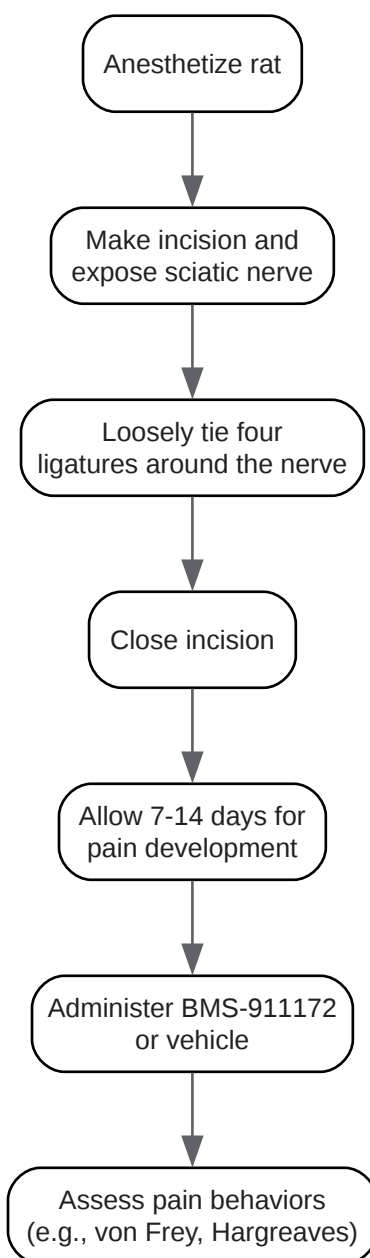 Anesthetize rat
Make incision and
expose sciatic nerve
Loosely tie four
ligatures around the nerve
Close incision
Allow 7-14 days for
pain development
Administer BMS-911172
or vehicle
Assess pain behaviors
(e.g., von Frey, Hargreaves)